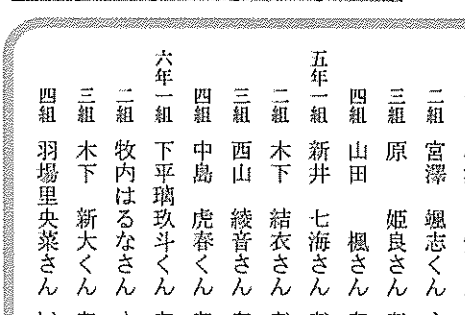 二組 宮澤 颯志くん
三組 原 姫良さん
四組 山田 楓さん
五年一組 新井 七海さん
二組 木下 結衣さん
三組 西山 綾音さん
四組 中島 虎春くん
六年一組 下平璃玖斗くん
二組 牧内はるなさん
三組 木下 新大くん
四組 羽場里央菜さん